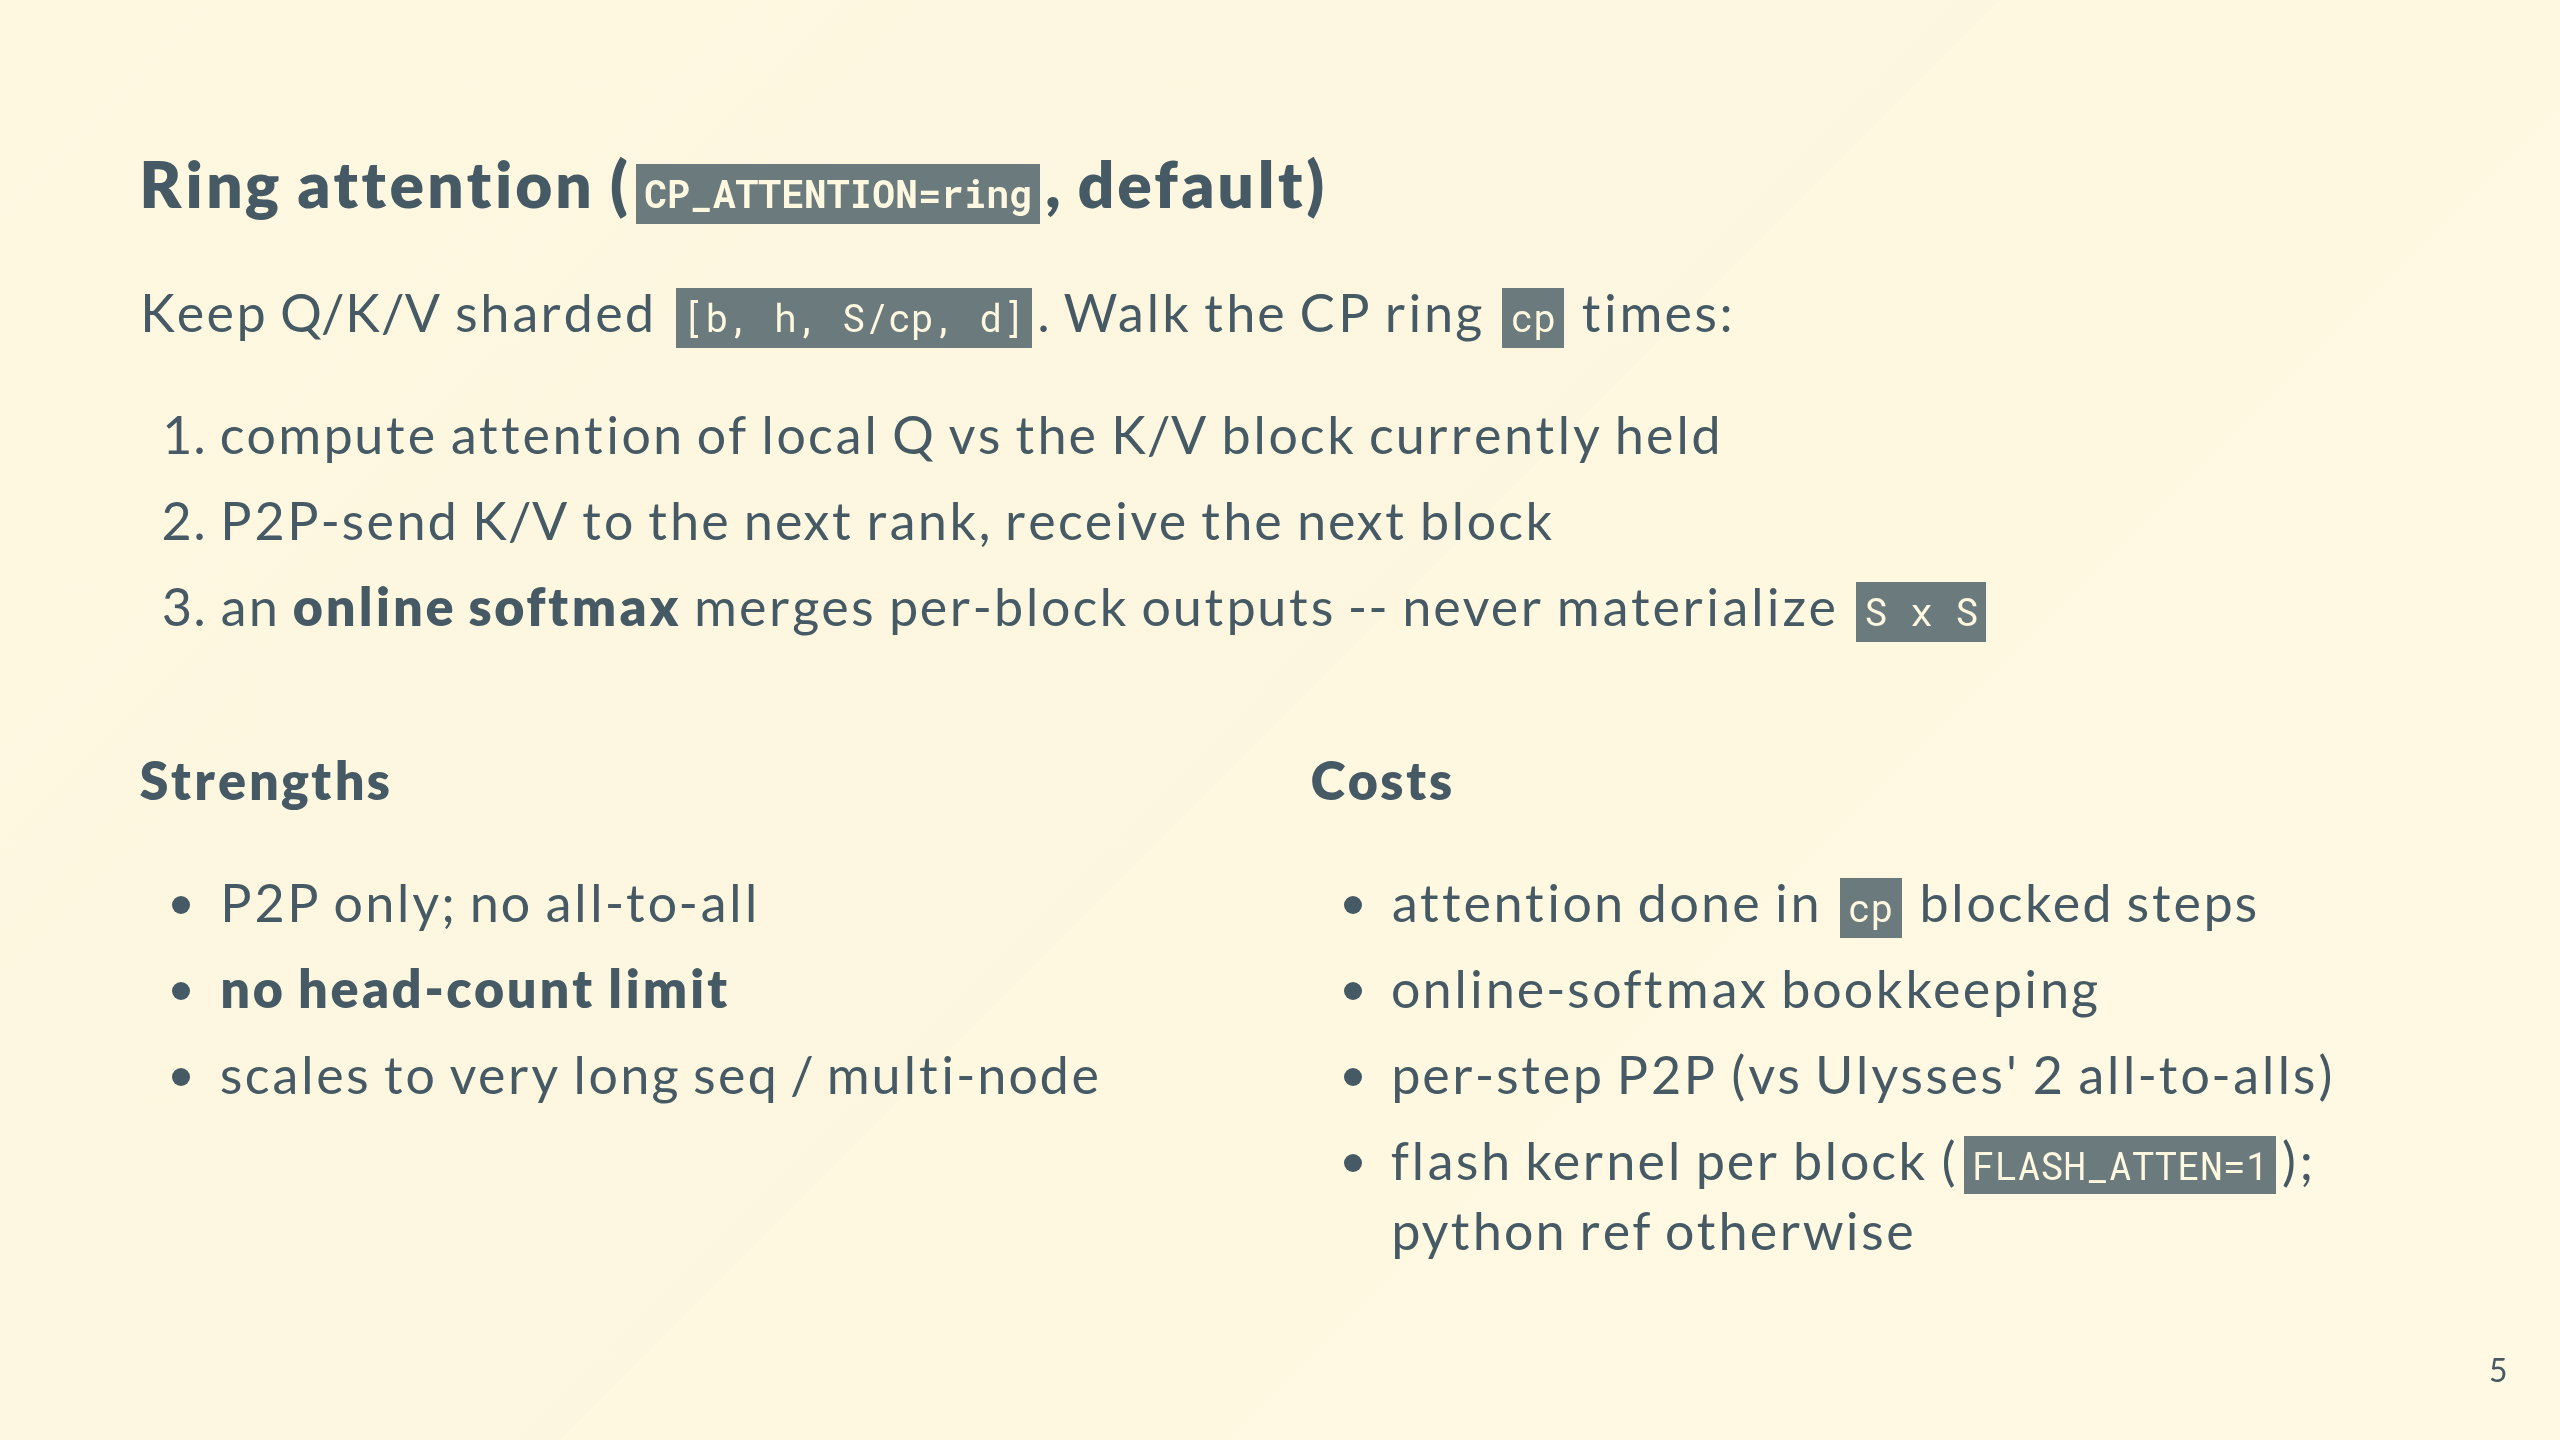 Ring attention (CP_ATTENTION=ring, default)
Keep Q/K/V sharded [b, h, S/cp, d]. Walk the CP ring cp times:
1. compute attention of local Q vs the K/V block currently held
2. P2P-send K/V to the next rank, receive the next block
3. an online softmax merges per-block outputs -- never materialize S x S
Strengths
• P2P only; no all-to-all
• no head-count limit
• scales to very long seq / multi-node
Costs
• attention done in cp blocked steps
• online-softmax bookkeeping
• per-step P2P (vs Ulysses' 2 all-to-alls)
• flash kernel per block (FLASH_ATTEN=1);
python ref otherwise
5